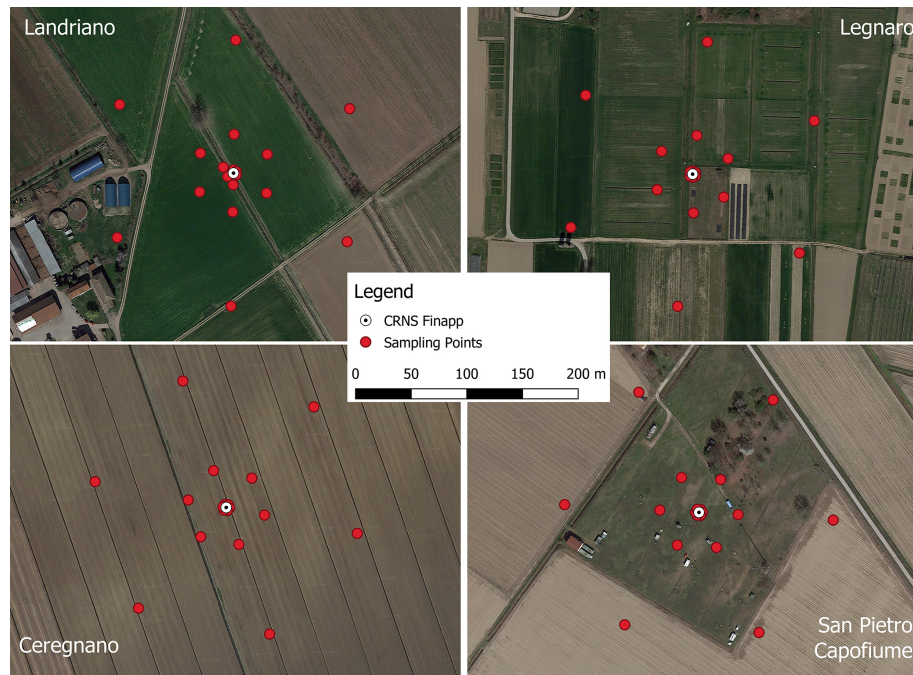 Landriano
Legnaro
Legend
CRNS Finapp
Sampling Points
0 50 100 150 200 m
Ceregnano
San Pietro
Capofiume